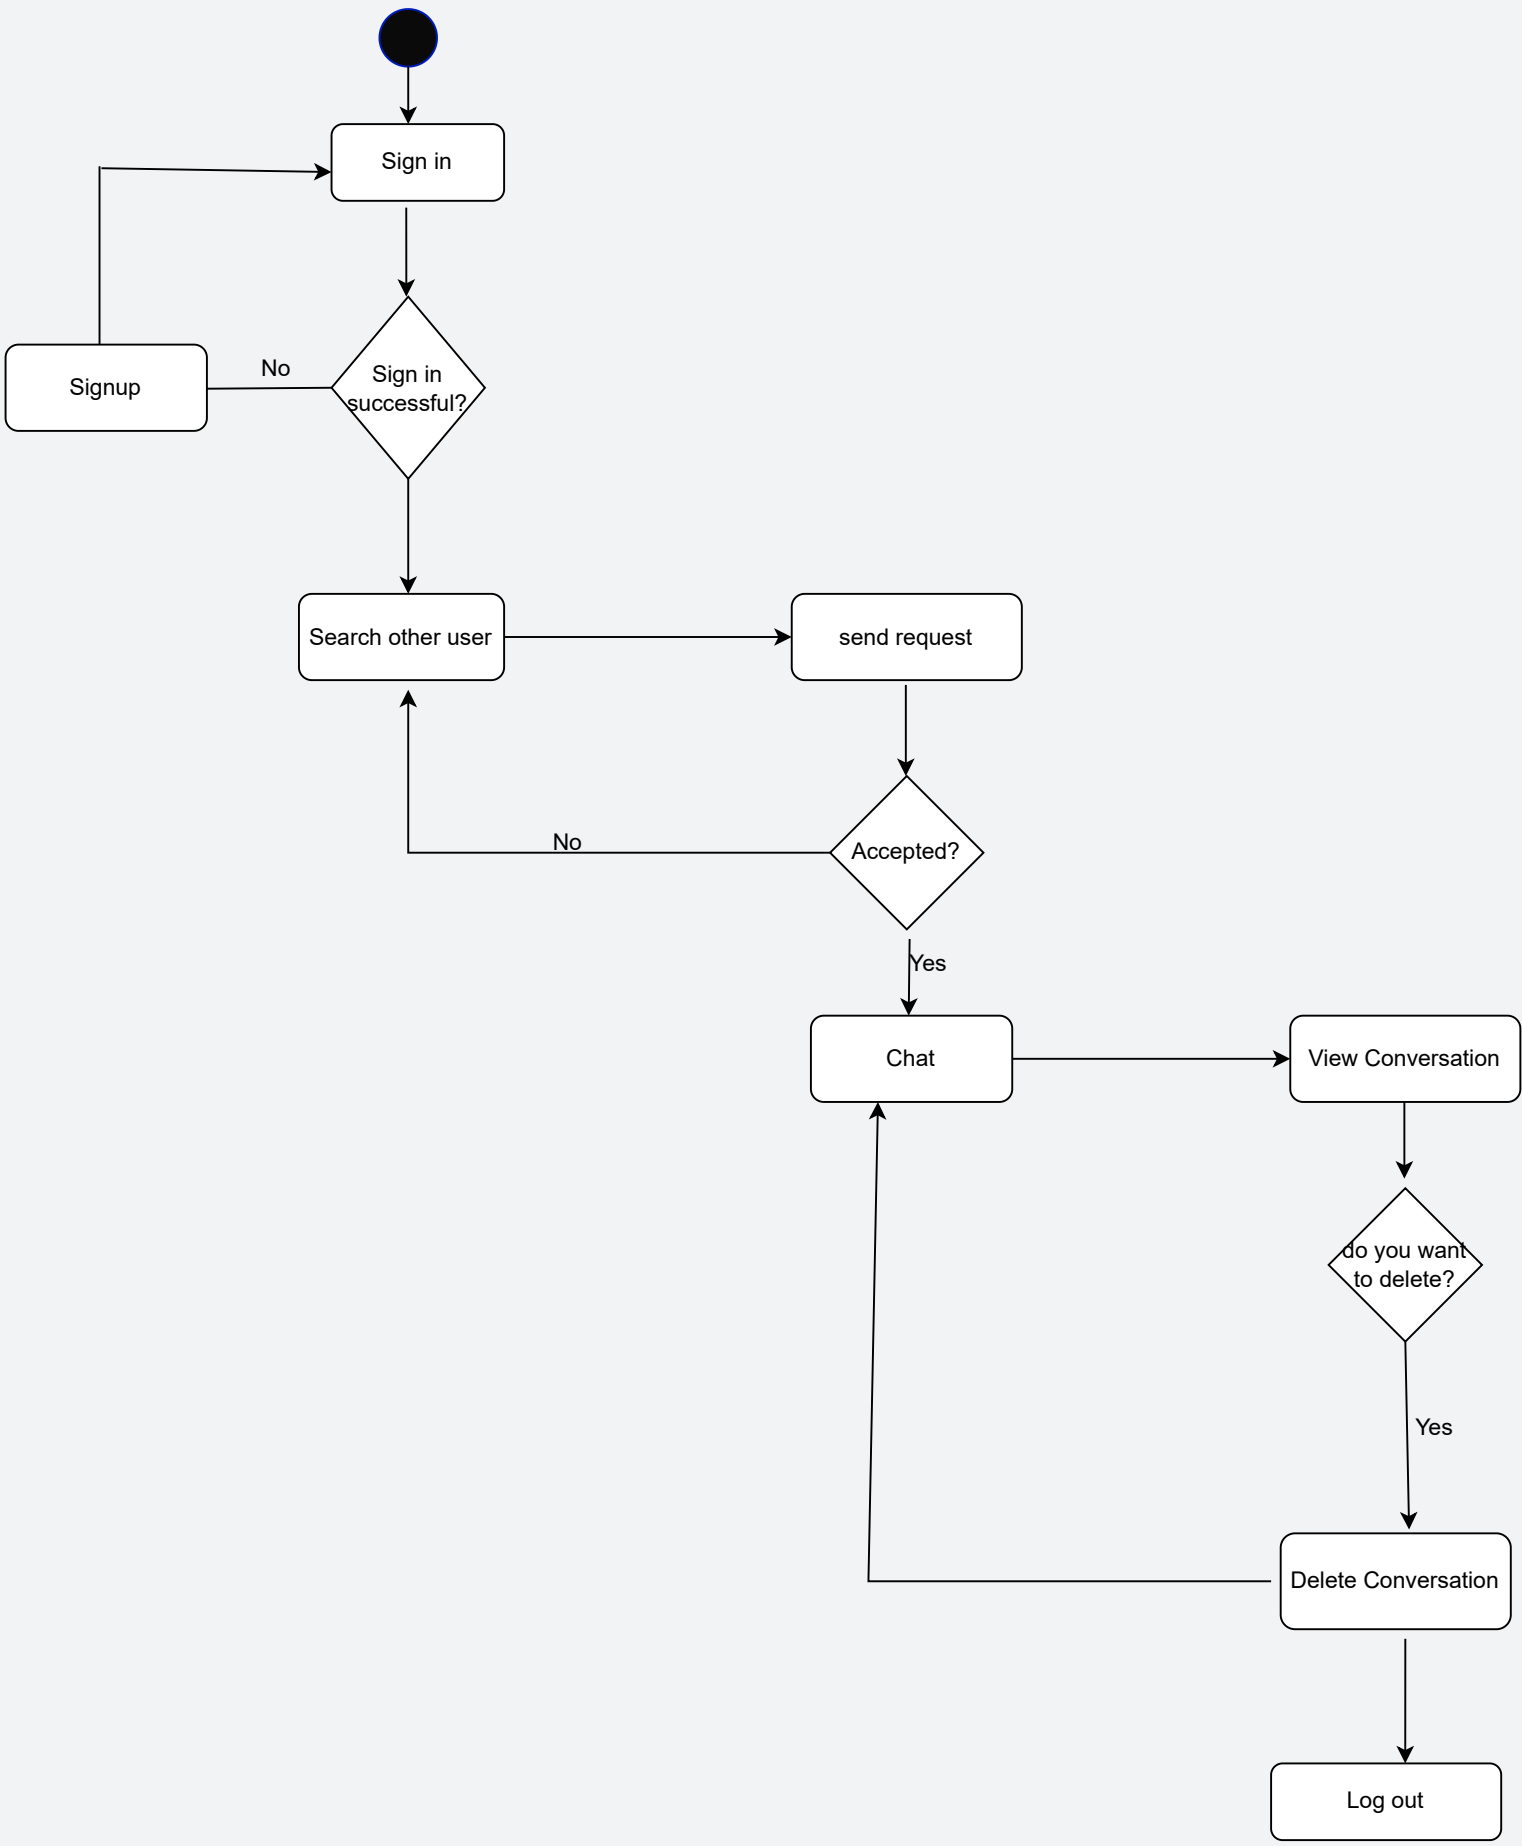 Sign in
No
Signup
Sign in
successful?
Search other user
send request
No
Accepted?
Yes
Chat
View Conversation
do you want
to delete?
Yes
Delete Conversation
Log out